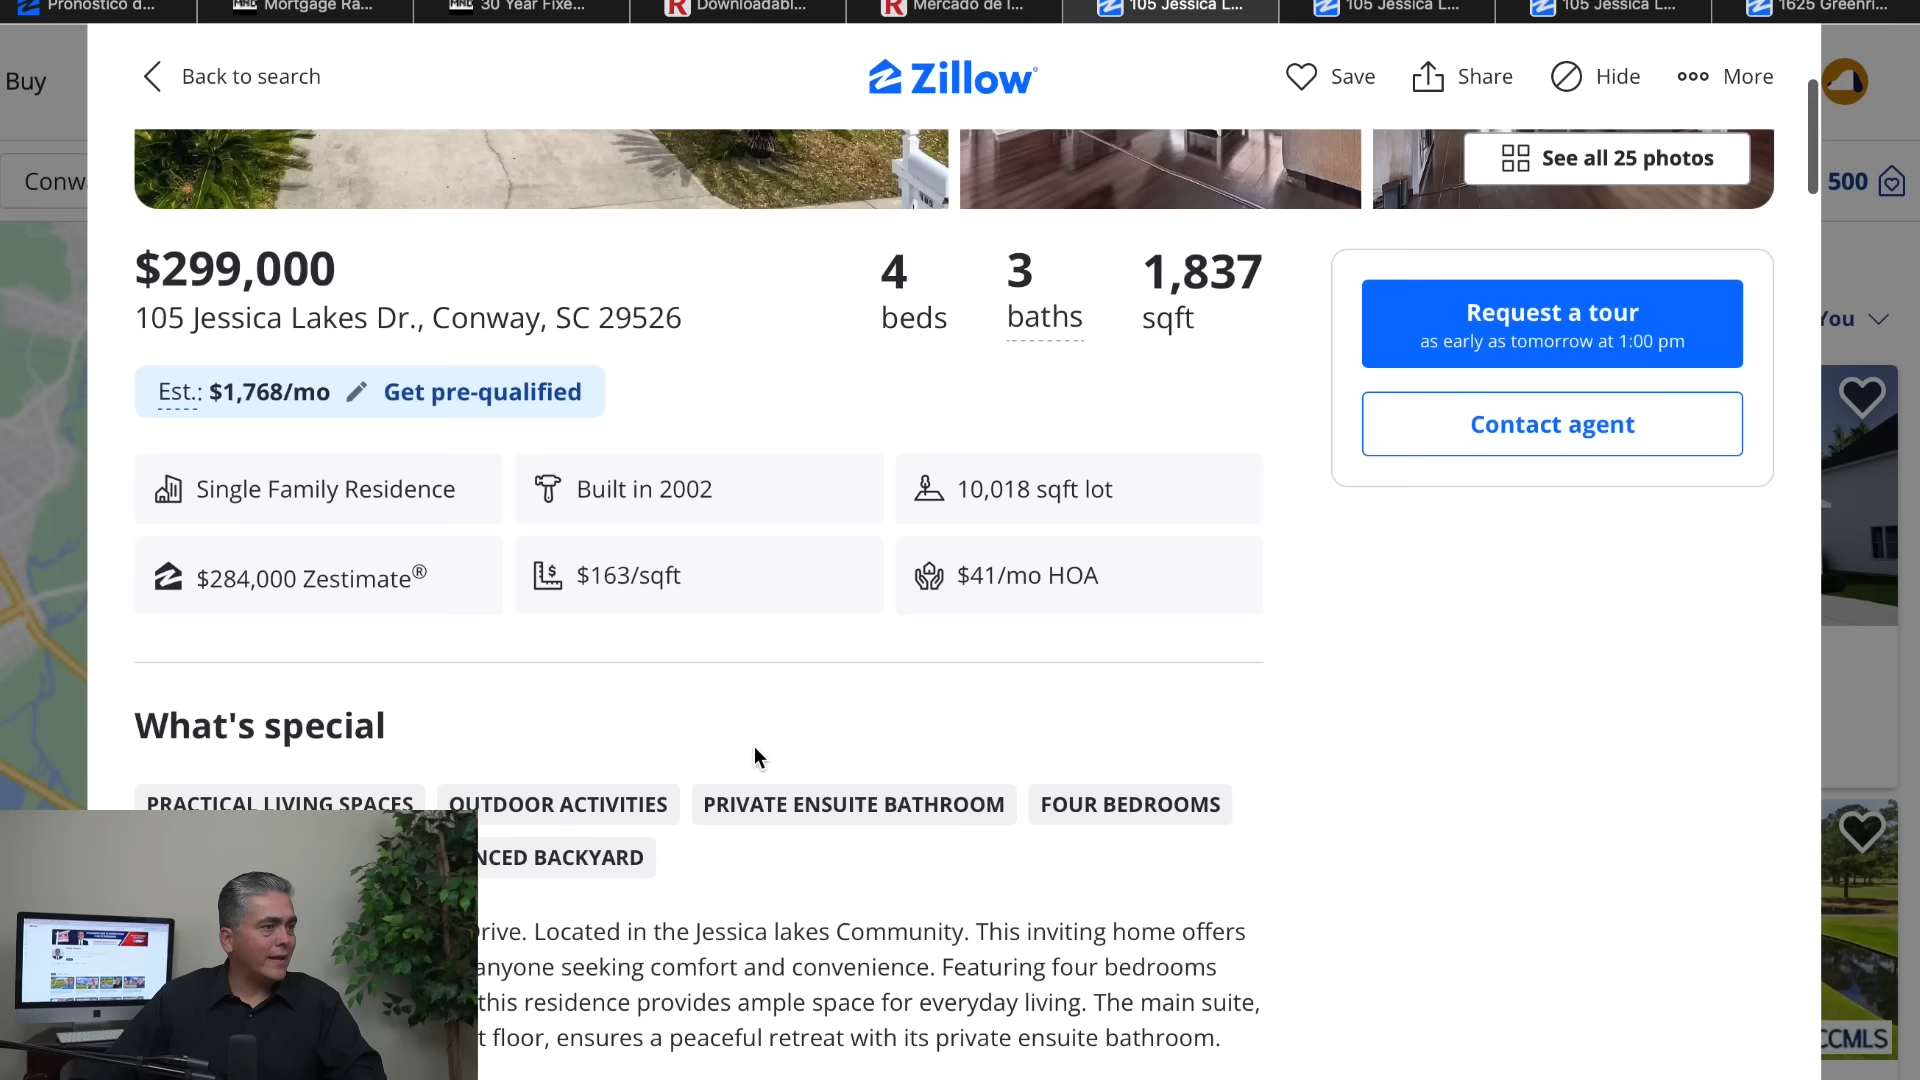 Pronóstico d...
Mortgage Ra...
30 Year Fixe...
Downloadabl...
Mercado de l...
105 Jessica L...
105 Jessica L...
105 Jessica L...
1625 Greenri...
Buy
Back to search
Zillow
Save
Share
Hide
More
Conw
See all 25 photos
500
$299,000
4
beds
3
baths
1,837
sqft
105 Jessica Lakes Dr., Conway, SC 29526
Request a tour
as early as tomorrow at 1:00 pm
You
Est.: $1,768/mo
Get pre-qualified
Contact agent
Single Family Residence
Built in 2002
10,018 sqft lot
$284,000 Zestimate®
$163/sqft
$41/mo HOA
What's special
PRACTICAL LIVING SPACES
OUTDOOR ACTIVITIES
PRIVATE ENSUITE BATHROOM
FOUR BEDROOMS
NCED BACKYARD
rive. Located in the Jessica lakes Community. This inviting home offers
anyone seeking comfort and convenience. Featuring four bedrooms
this residence provides ample space for everyday living. The main suite,
t floor, ensures a peaceful retreat with its private ensuite bathroom.
CCMLS